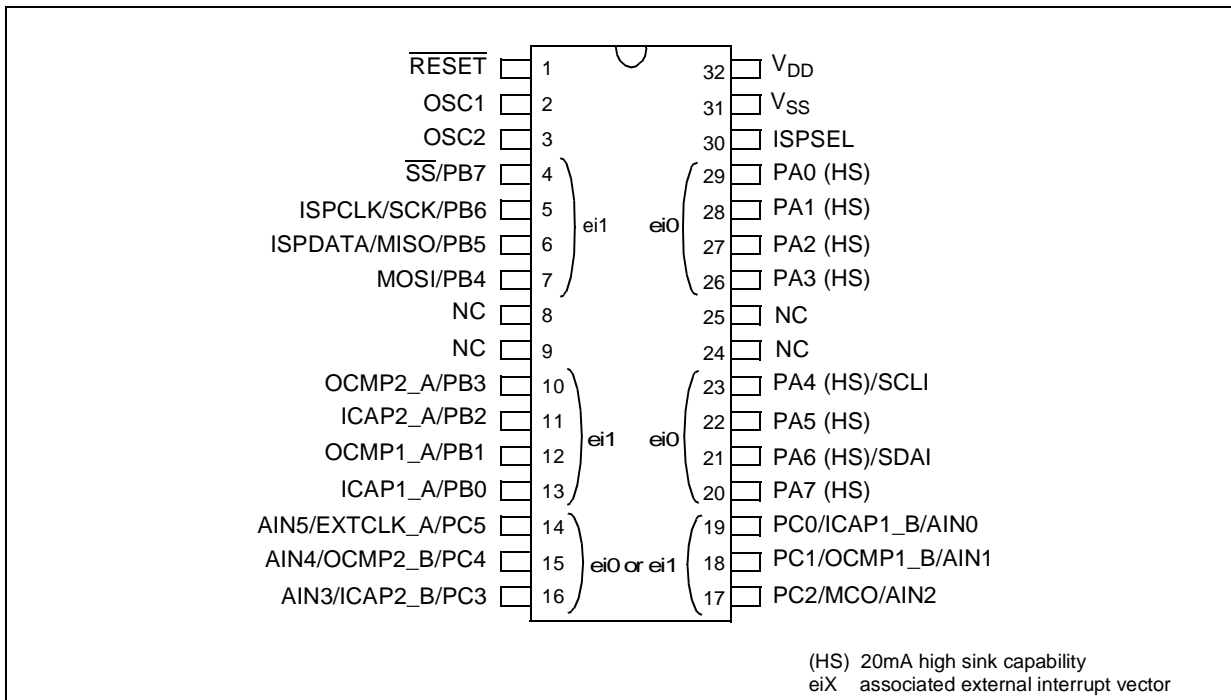 RESET 1 32 VDD
OSC1 2 31 VSS
OSC2 3 30 ISPSEL
SS/PB7 4 29 PA0 (HS)
ISPCLK/SCK/PB6 5 28 PA1 (HS)
ei1 ei0
ISPDATA/MISO/PB5 6 27 PA2 (HS)
MOSI/PB4 7 26 PA3 (HS)
NC 8 25 NC
NC 9 24 NC
OCMP2_A/PB3 10 23 PA4 (HS)/SCLI
ICAP2_A/PB2 11 22 PA5 (HS)
ei1 ei0
OCMP1_A/PB1 12 21 PA6 (HS)/SDAI
ICAP1_A/PB0 13 20 PA7 (HS)
AIN5/EXTCLK_A/PC5 14 19 PC0/ICAP1_B/AIN0
AIN4/OCMP2_B/PC4 15 ei0 or ei1 18 PC1/OCMP1_B/AIN1
AIN3/ICAP2_B/PC3 16 17 PC2/MCO/AIN2
(HS) 20mA high sink capability
eiX associated external interrupt vector